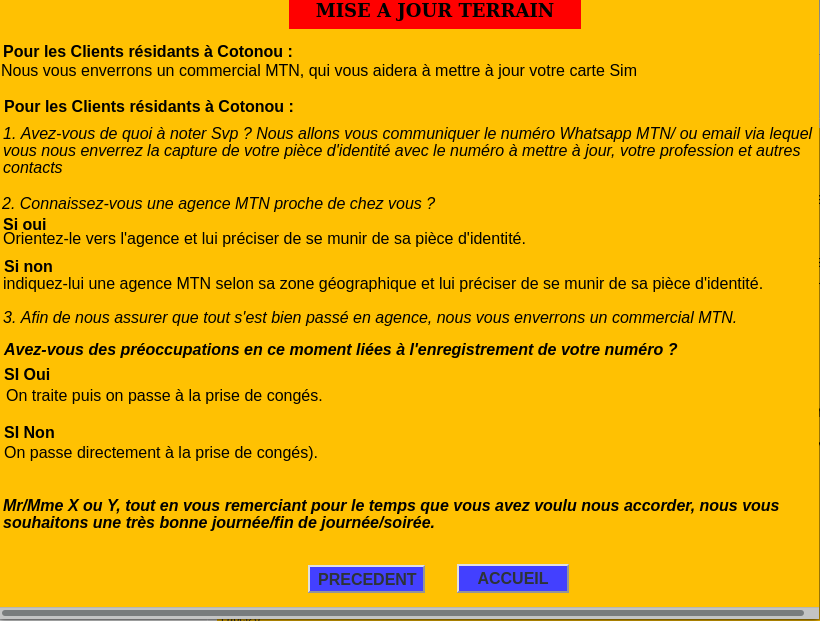 MISE A JOUR TERRAIN
Pour les Clients résidants à Cotonou :
Nous vous enverrons un commercial MTN, qui vous aidera à mettre à jour votre carte Sim
Pour les Clients résidants à Cotonou :
1. Avez-vous de quoi à noter Svp ? Nous allons vous communiquer le numéro Whatsapp MTN/ ou email via lequel
vous nous enverrez la capture de votre pièce d'identité avec le numéro à mettre à jour, votre profession et autres
contacts
2. Connaissez-vous une agence MTN proche de chez vous ?
Si oui
Orientez-le vers l'agence et lui préciser de se munir de sa pièce d'identité.
Si non
indiquez-lui une agence MTN selon sa zone géographique et lui préciser de se munir de sa pièce d'identité.
3. Afin de nous assurer que tout s'est bien passé en agence, nous vous enverrons un commercial MTN.
Avez-vous des préoccupations en ce moment liées à l'enregistrement de votre numéro ?
SI Oui
On traite puis on passe à la prise de congés.
SI Non
On passe directement à la prise de congés).
Mr/Mme X ou Y, tout en vous remerciant pour le temps que vous avez voulu nous accorder, nous vous
souhaitons une très bonne journée/fin de journée/soirée.
PRECEDENT
ACCUEIL